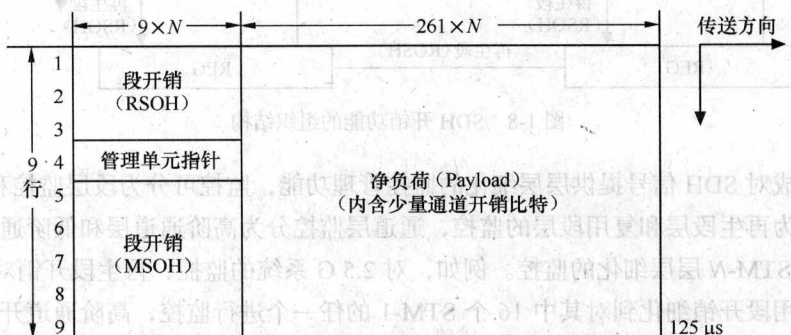 9×N
261×N
传送方向
1
2
3
4
5
6
7
8
9
9
行
段开销
(RSOH)
管理单元指针
段开销
(MSOH)
净负荷(Payload)
(内含少量通道开销比特)
125 μs